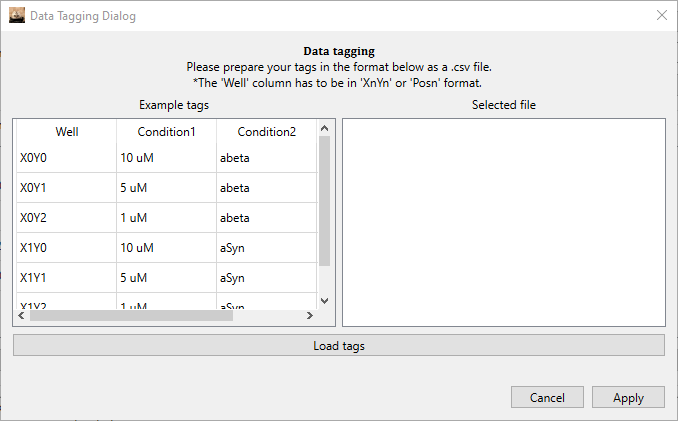 Data Tagging Dialog
Data tagging
Please prepare your tags in the format below as a .csv file.
*The 'Well' column has to be in 'XnYn' or 'Posn' format.
Example tags
Selected file
Well Condition1 Condition2
X0Y0 10 uM abeta
X0Y1 5 uM abeta
X0Y2 1 uM abeta
X1Y0 10 uM aSyn
X1Y1 5 uM aSyn
X1Y2 1 uM aSyn
Load tags
Cancel
Apply